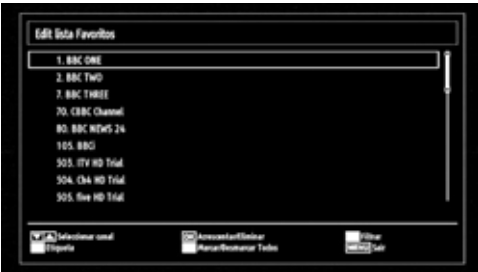 Edit lista Favoritos
1. BBC ONE
2. BBC TWO
7. BBC THREE
70. CBBC Channel
80. BBC NEWS 24
105. BBCi
503. ITV HD Trial
504. Ch4 HD Trial
505. five HD Trial
Seleccionar canal OK Acrescentar/Eliminar Filtrar
Etiqueta Marcar/Desmarcar Todos MENU Sair